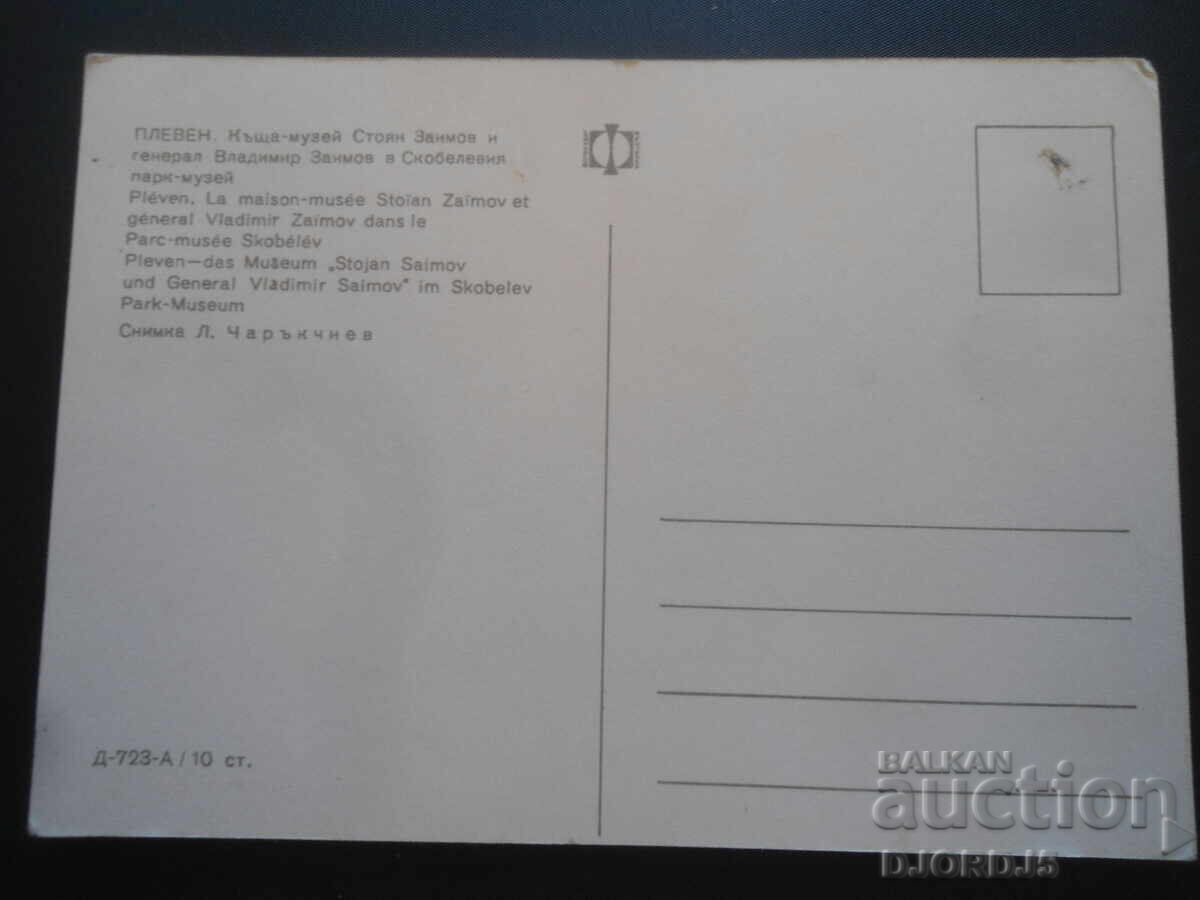 ПЛЕВЕН. Къща-музей Стоян Заимов и
генерал Владимир Заимов в Скобелевия
парк-музей
Pléven. La maison-musée Stoïan Zaïmov et
général Vladimir Zaïmov dans le
Parc-musée Skobélév
Pleven—das Museum „Stojan Saimov
und General Vladimir Saimov" im Skobelev
Park-Museum
Снимка Л. Чаръкчиев
Д-723-А / 10 ст.
BALKAN
auction
DJORDJ5